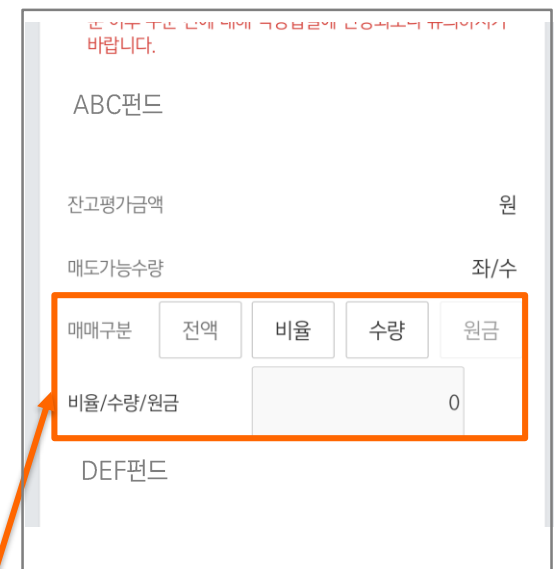 바랍니다.
ABC펀드
잔고평가금액 원
매도가능수량 좌/수
매매구분 전액 비율 수량 원금
비율/수량/원금 0
DEF펀드